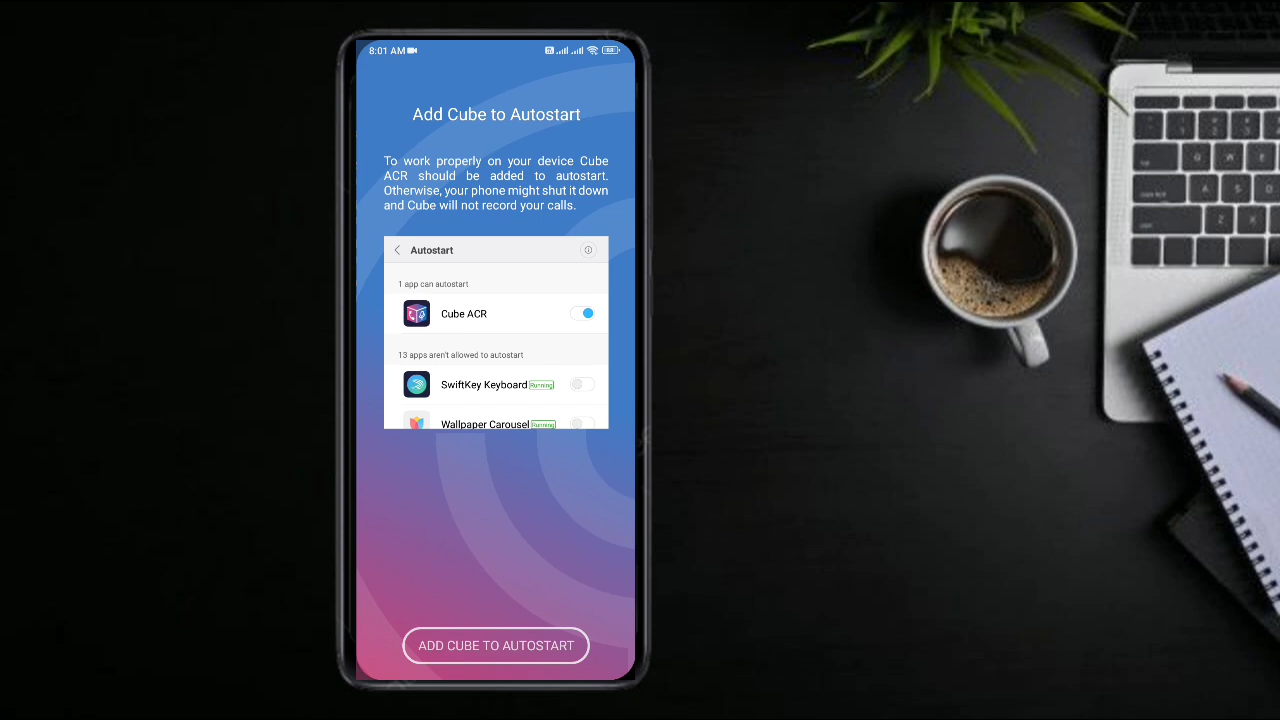 8:01 AM
Add Cube to Autostart
To work properly on your device Cube
ACR should be added to autostart.
Otherwise, your phone might shut it down
and Cube will not record your calls.
Autostart
1 app can autostart
Cube ACR
13 apps aren't allowed to autostart
SwiftKey Keyboard Running
Wallpaper Carousel Running
ADD CUBE TO AUTOSTART